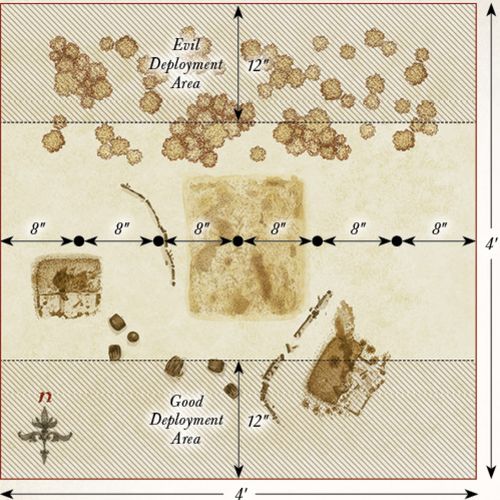 Evil
Deployment
Area
12"
8" 8" 8" 8" 8" 8"
4'
Good
Deployment
Area
12"
n
4'